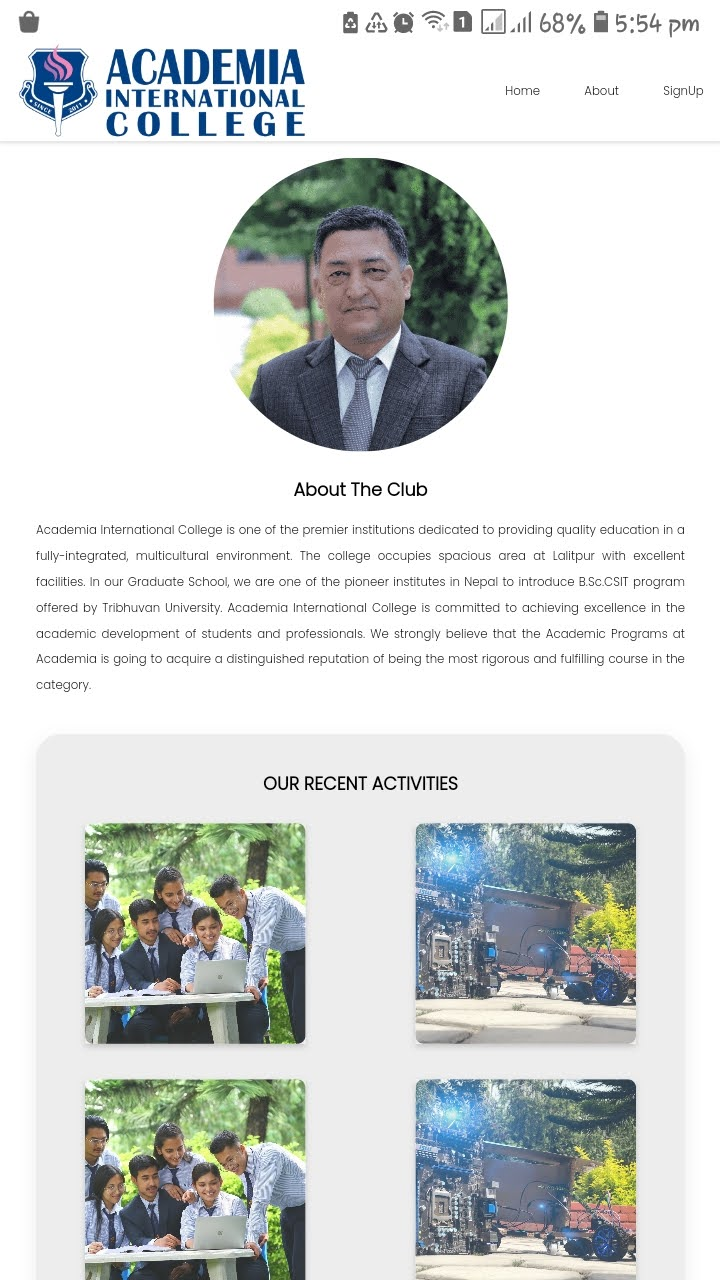 1 68% 5:54 pm
SINCE 2011
ACADEMIA
INTERNATIONAL
COLLEGE
Home About SignUp
About The Club
Academia International College is one of the premier institutions dedicated to providing quality education in a
fully-integrated, multicultural environment. The college occupies spacious area at Lalitpur with excellent
facilities. In our Graduate School, we are one of the pioneer institutes in Nepal to introduce B.Sc.CSIT program
offered by Tribhuvan University. Academia International College is committed to achieving excellence in the
academic development of students and professionals. We strongly believe that the Academic Programs at
Academia is going to acquire a distinguished reputation of being the most rigorous and fulfilling course in the
category.
OUR RECENT ACTIVITIES